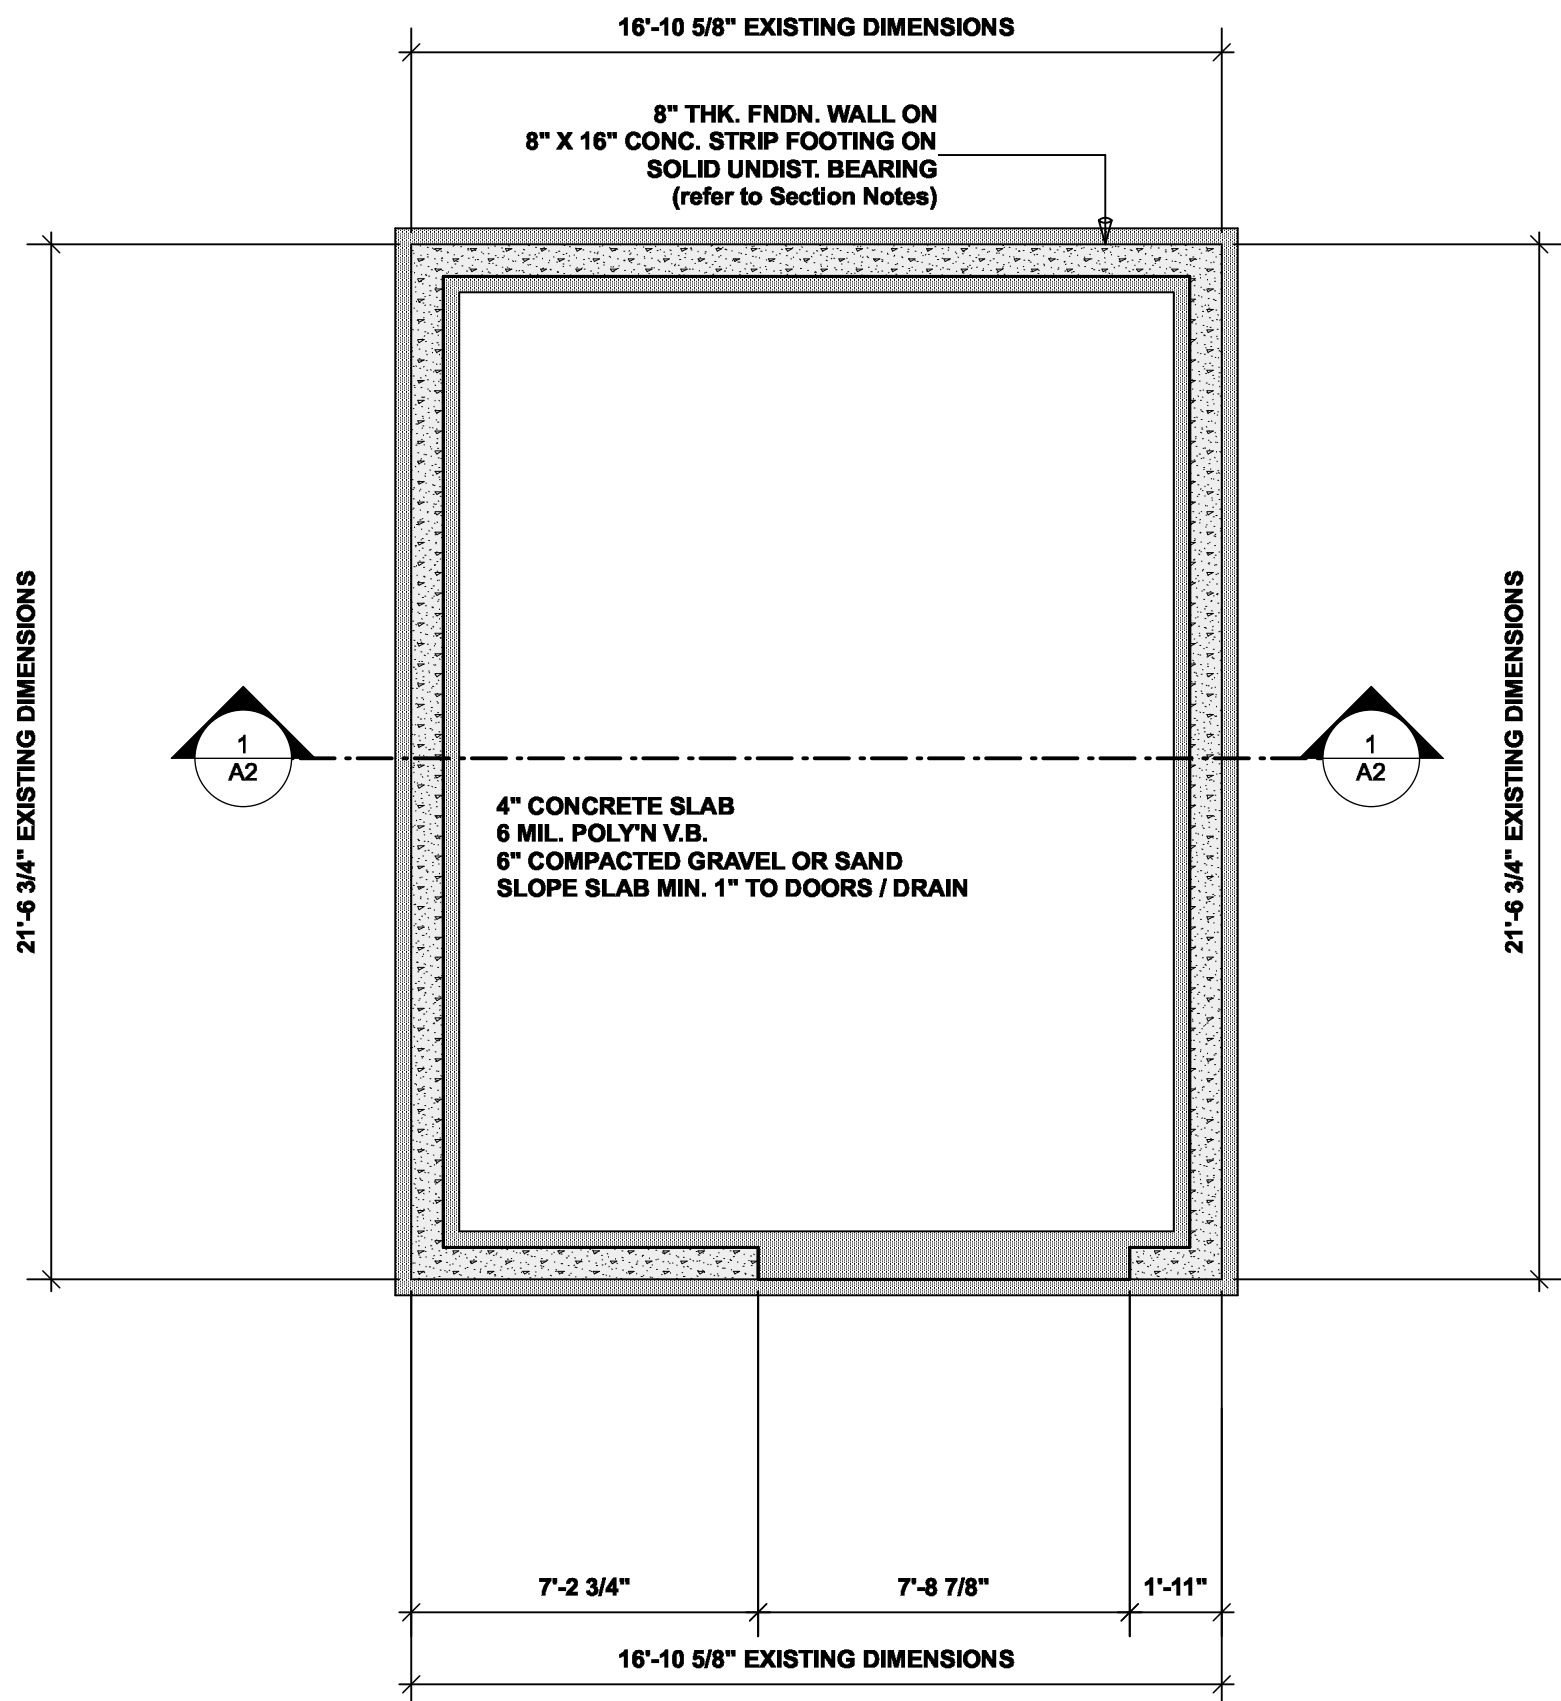 16'-10 5/8" EXISTING DIMENSIONS
8" THK. FNDN. WALL ON
8" X 16" CONC. STRIP FOOTING ON
SOLID UNDIST. BEARING
(refer to Section Notes)
21'-6 3/4" EXISTING DIMENSIONS
21'-6 3/4" EXISTING DIMENSIONS
1
A2
1
A2
4" CONCRETE SLAB
6 MIL. POLY'N V.B.
6" COMPACTED GRAVEL OR SAND
SLOPE SLAB MIN. 1" TO DOORS / DRAIN
7'-2 3/4"
7'-8 7/8"
1'-11"
16'-10 5/8" EXISTING DIMENSIONS